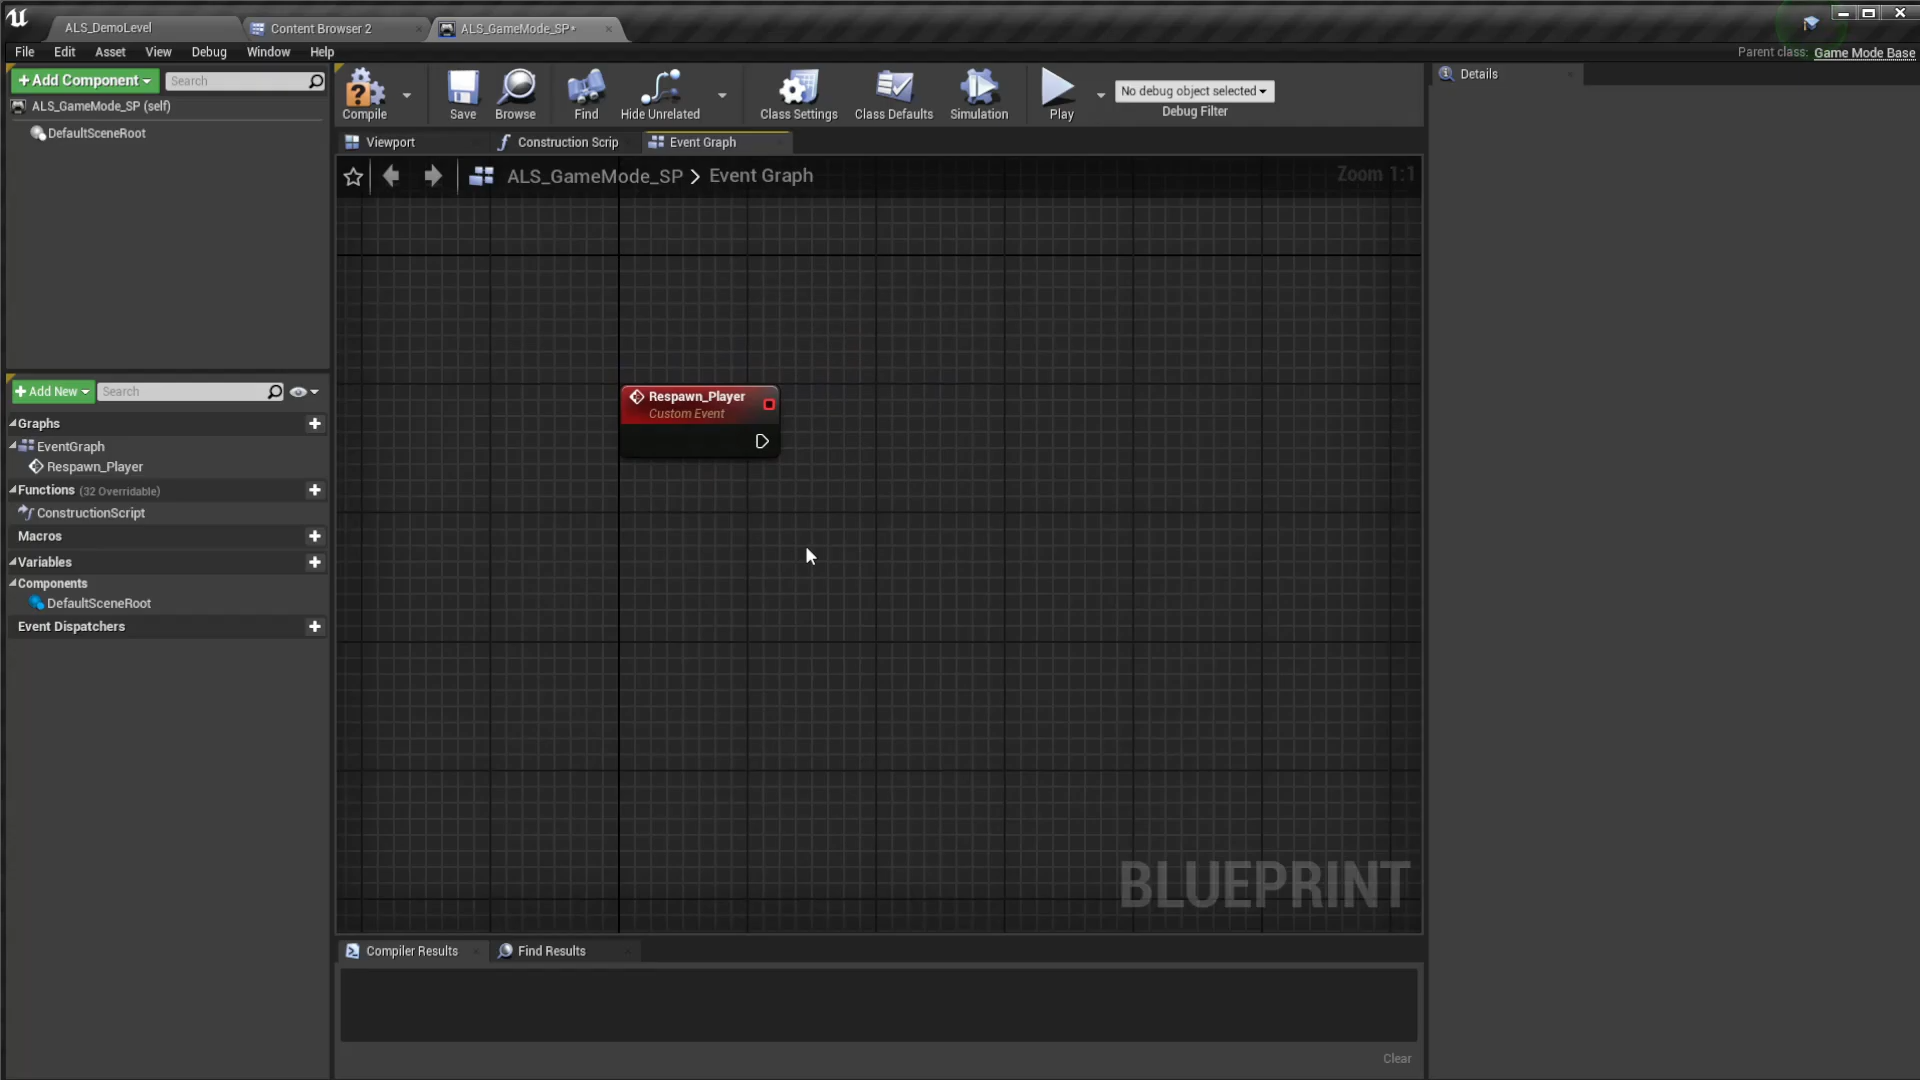 ALS_DemoLevel
Content Browser 2
ALS_GameMode_SP*
File Edit Asset View Debug Window Help
Parent class: Game Mode Base
+ Add Component
Search
ALS_GameMode_SP (self)
DefaultSceneRoot
Compile
Save
Browse
Find
Hide Unrelated
Class Settings
Class Defaults
Simulation
Play
No debug object selected
Debug Filter
Details
Viewport
Construction Scrip
Event Graph
ALS_GameMode_SP > Event Graph
Zoom 1:1
+ Add New
Search
Graphs
EventGraph
Respawn_Player
Functions (32 Overridable)
ConstructionScript
Macros
Variables
Components
DefaultSceneRoot
Event Dispatchers
Respawn_Player
Custom Event
BLUEPRINT
Compiler Results
Find Results
Clear